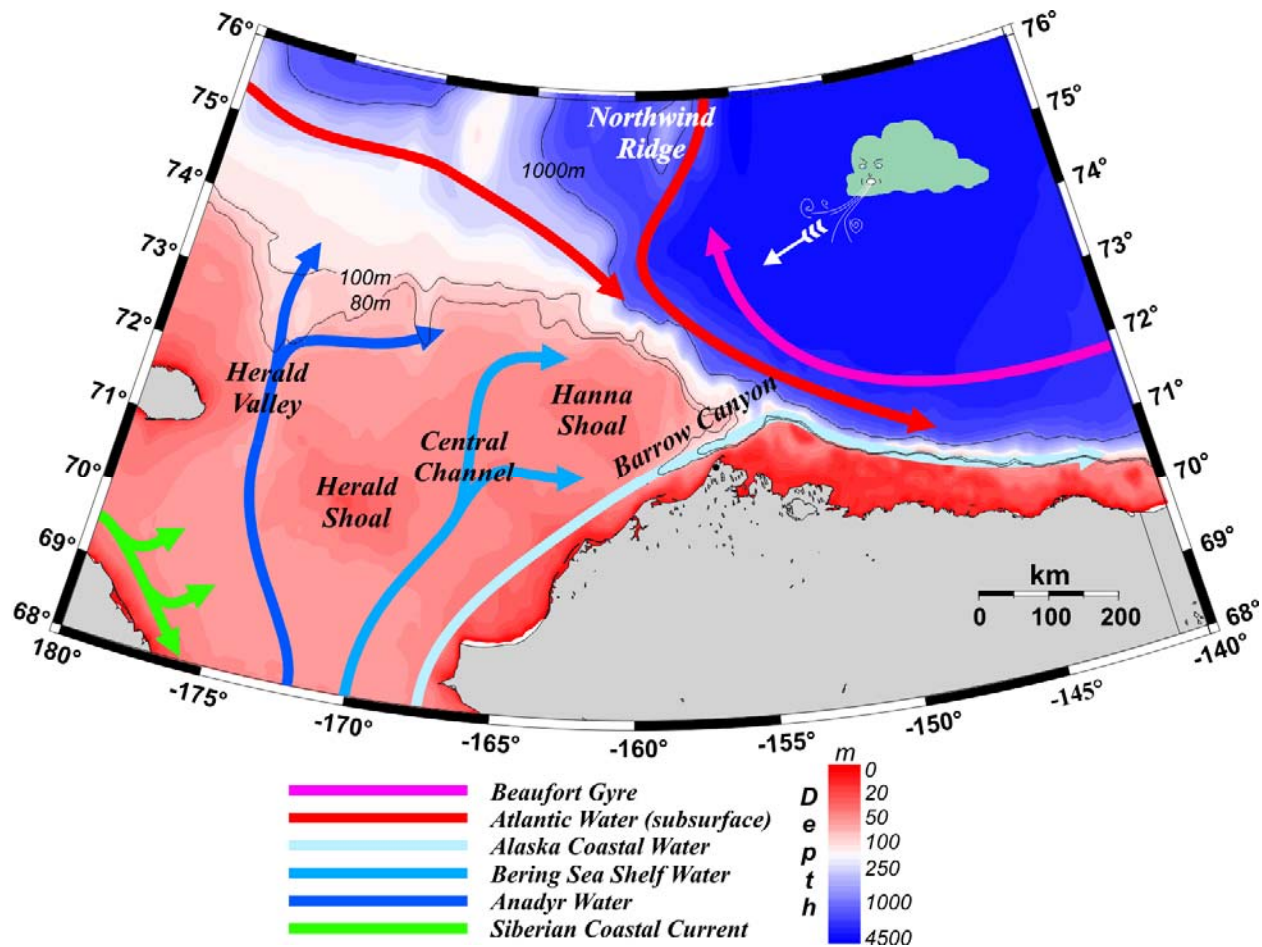 76°
76°
75°
75°
74°
74°
73°
73°
72°
72°
71°
71°
70°
70°
69°
69°
68°
68°
180°
-175°
-170°
-165°
-160°
-155°
-150°
-145°
-140°
Northwind
Ridge
1000m
100m
80m
Herald
Valley
Hanna
Shoal
Barrow Canyon
Central
Channel
Herald
Shoal
km
0 100 200
Beaufort Gyre
Atlantic Water (subsurface)
Alaska Coastal Water
Bering Sea Shelf Water
Anadyr Water
Siberian Coastal Current
Depth
m
0
20
50
100
250
1000
4500